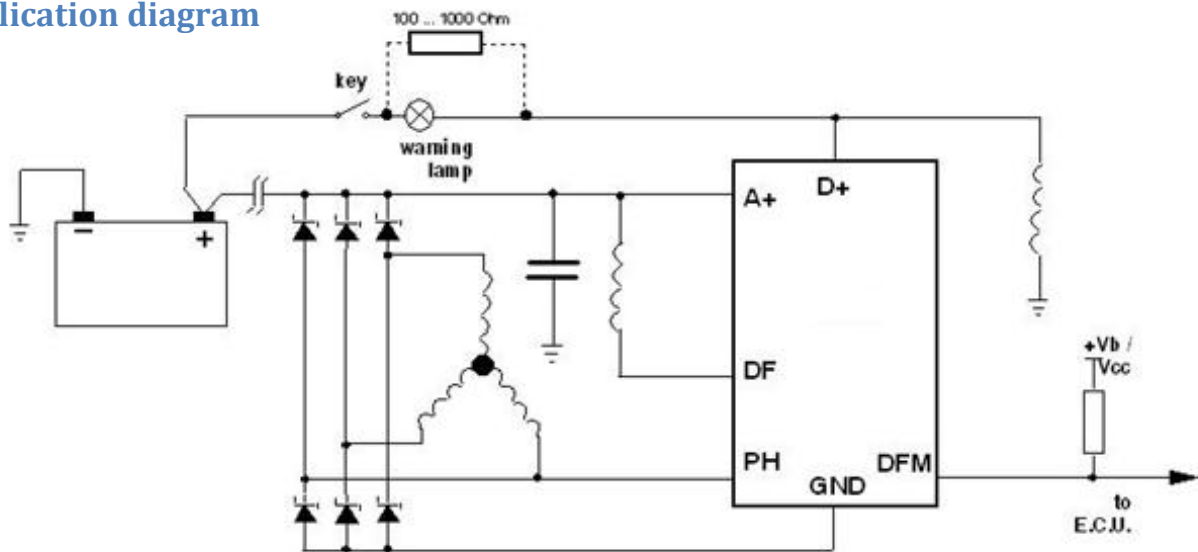 lication diagram
100 ... 1000 Ohm
key
warning
lamp
A+
D+
DF
PH
GND
DFM
+Vb /
Vcc
to
E.C.U.
−
+